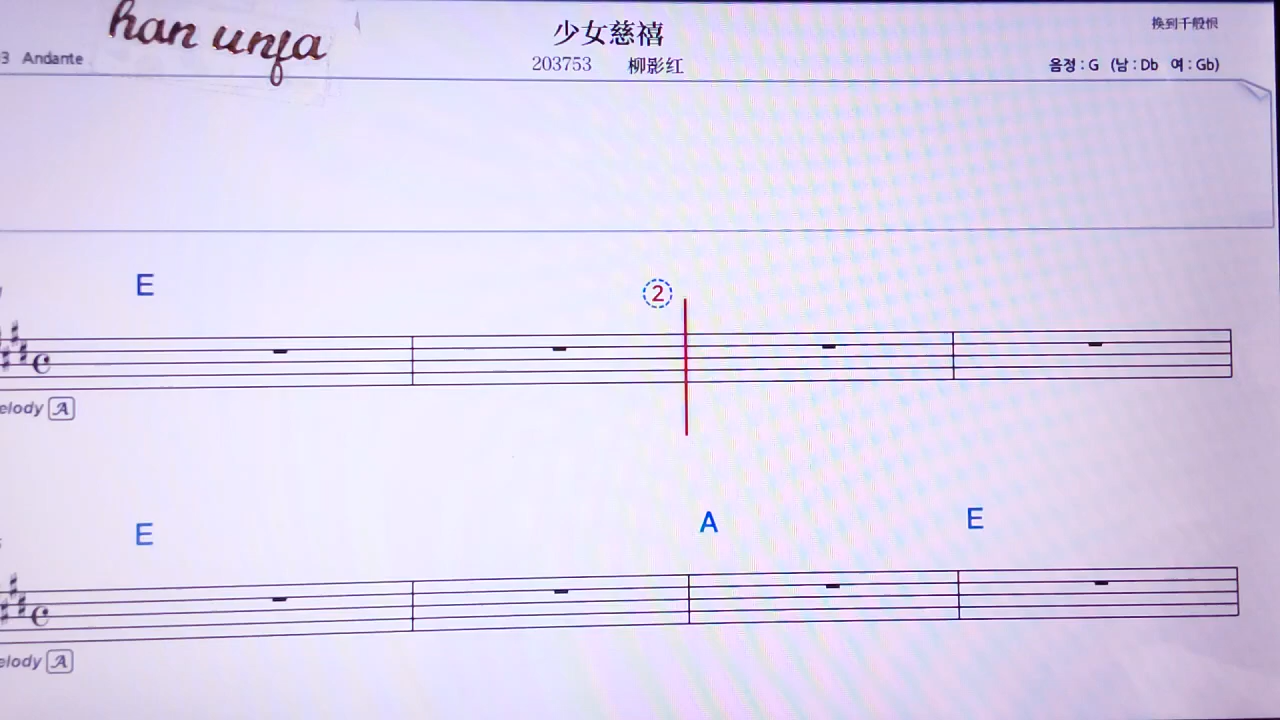 han unja
少女慈禧
换到千般恨
3 Andante
203753 柳影红
음정 : G (남 : Db 여 : Gb)
E
2
elody A
E A E
elody A